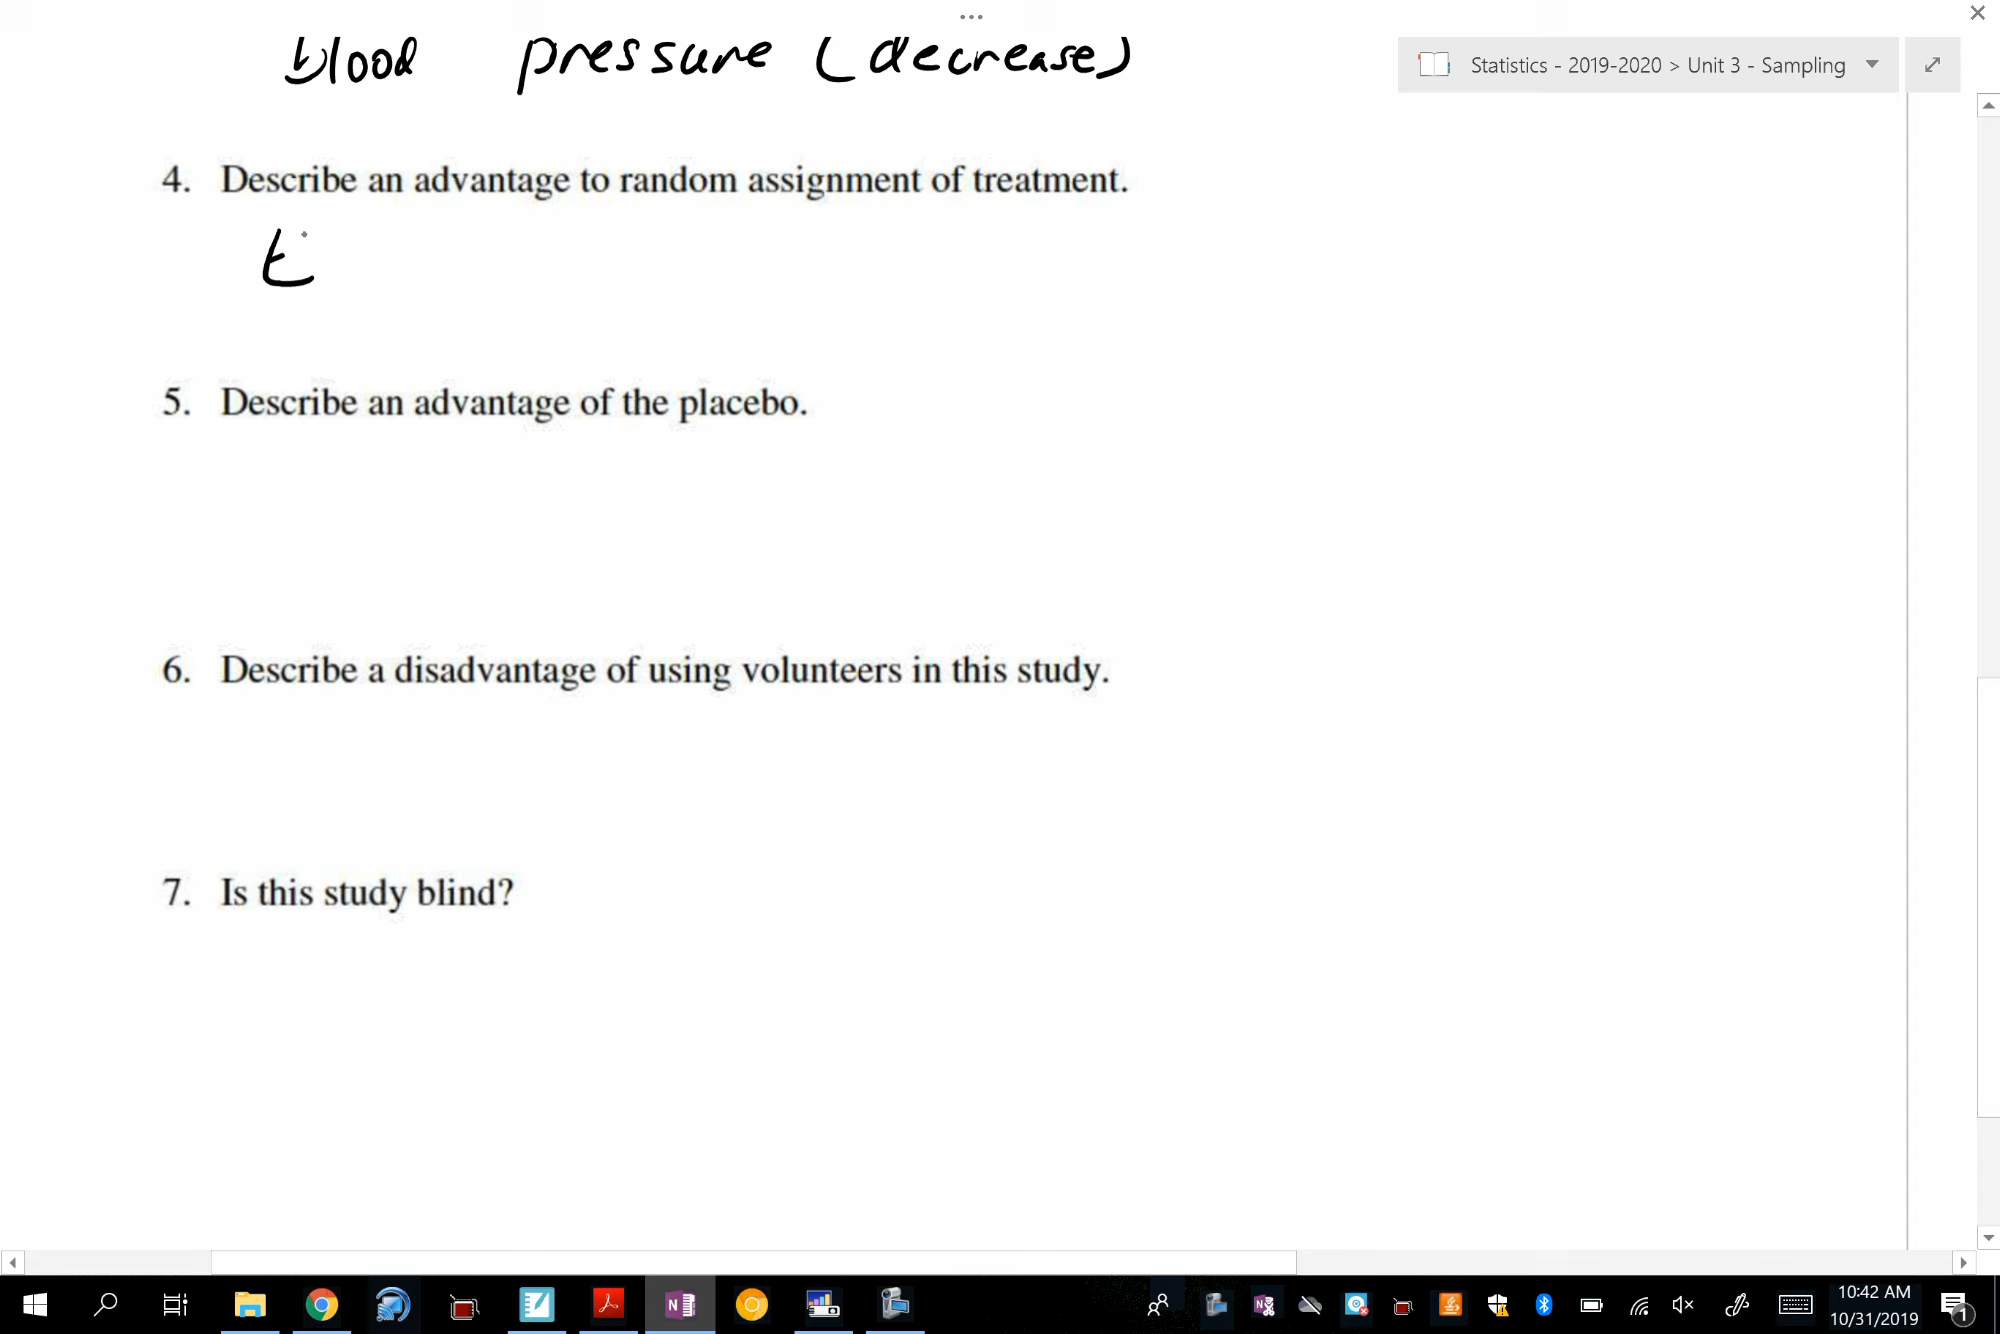 blood pressure (decrease)
Statistics - 2019-2020 > Unit 3 - Sampling
4. Describe an advantage to random assignment of treatment.
t
5. Describe an advantage of the placebo.
6. Describe a disadvantage of using volunteers in this study.
7. Is this study blind?
10:42 AM
10/31/2019
1